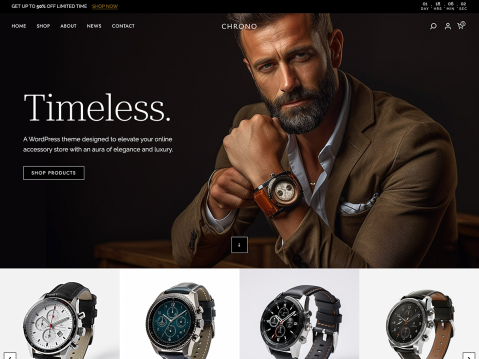 GET UP TO 50% OFF LIMITED TIME SHOP NOW
01 : 18 : 08 : 02
DAY HRS MIN SEC
HOME SHOP ABOUT NEWS CONTACT
CHRONO
Timeless.
A WordPress theme designed to elevate your online
accessory store with an aura of elegance and luxury.
SHOP PRODUCTS